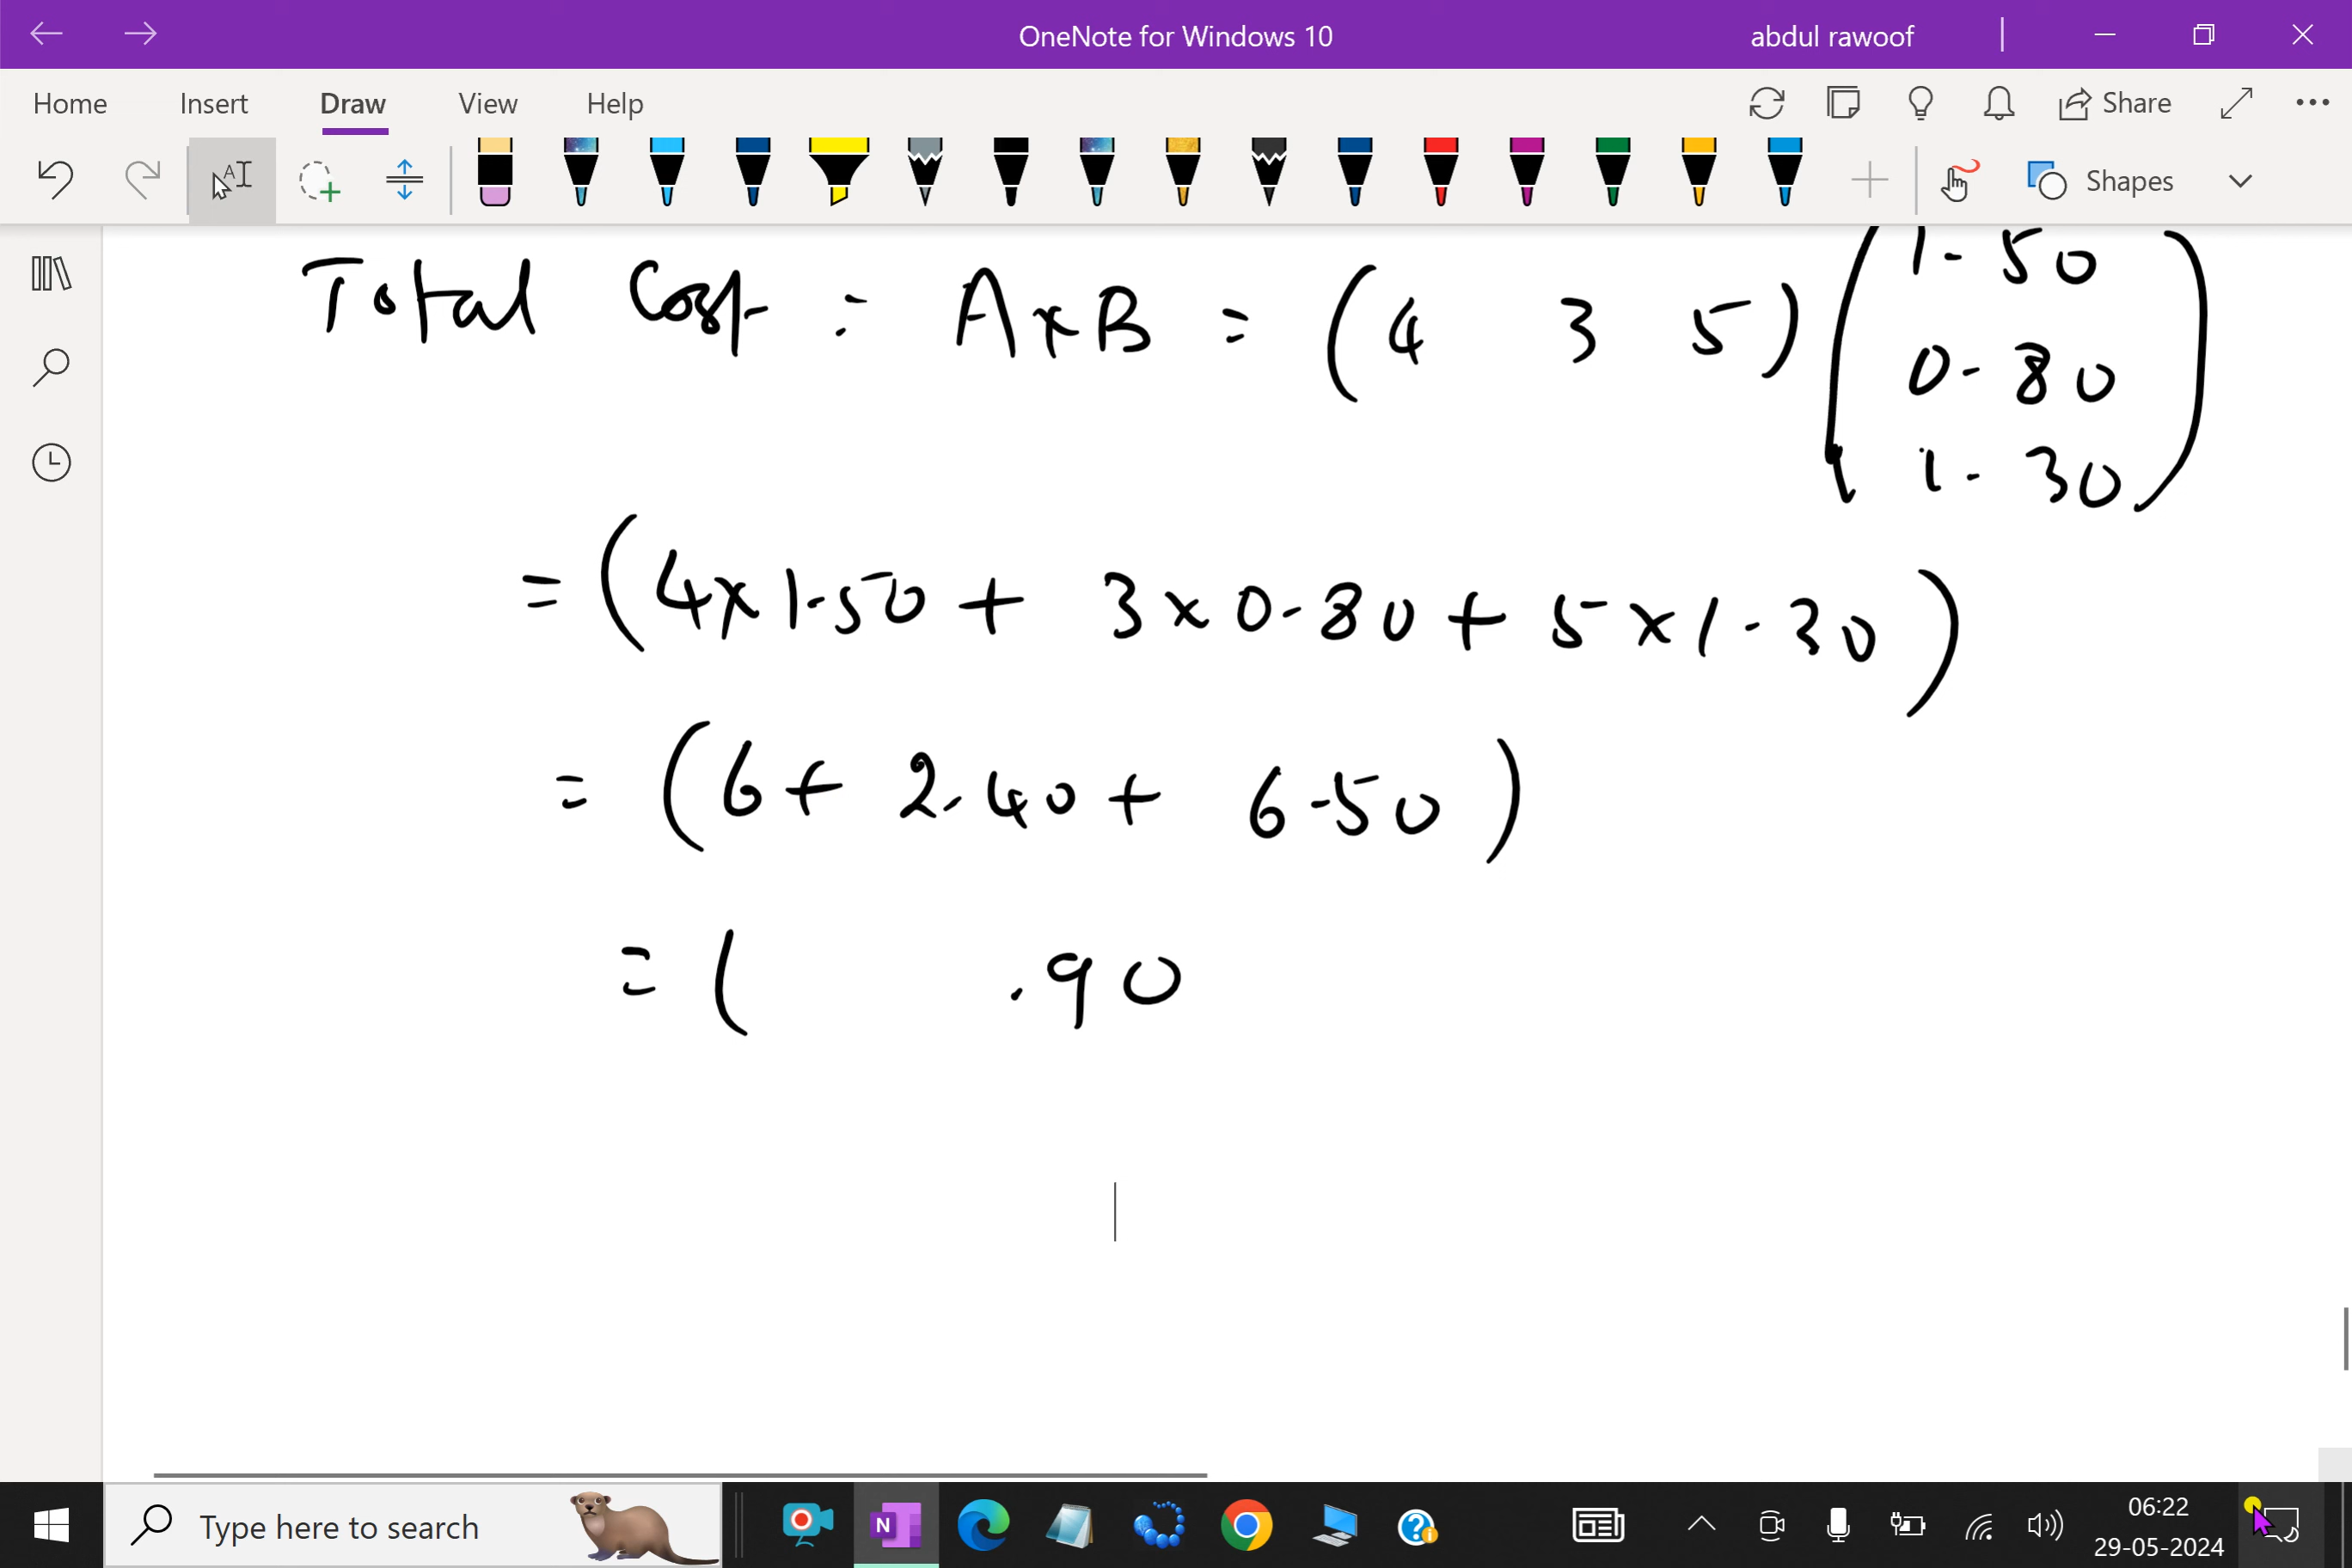 OneNote for Windows 10
abdul rawoof
Home Insert Draw View Help
Share
Shapes
Total Cost = A×B = (4 3 5) (1.50
0.80
1.30)
= (4×1.50 + 3×0.80 + 5×1.30)
= (6+ 2.40 + 6.50)
= ( .90
Type here to search
06:22
29-05-2024